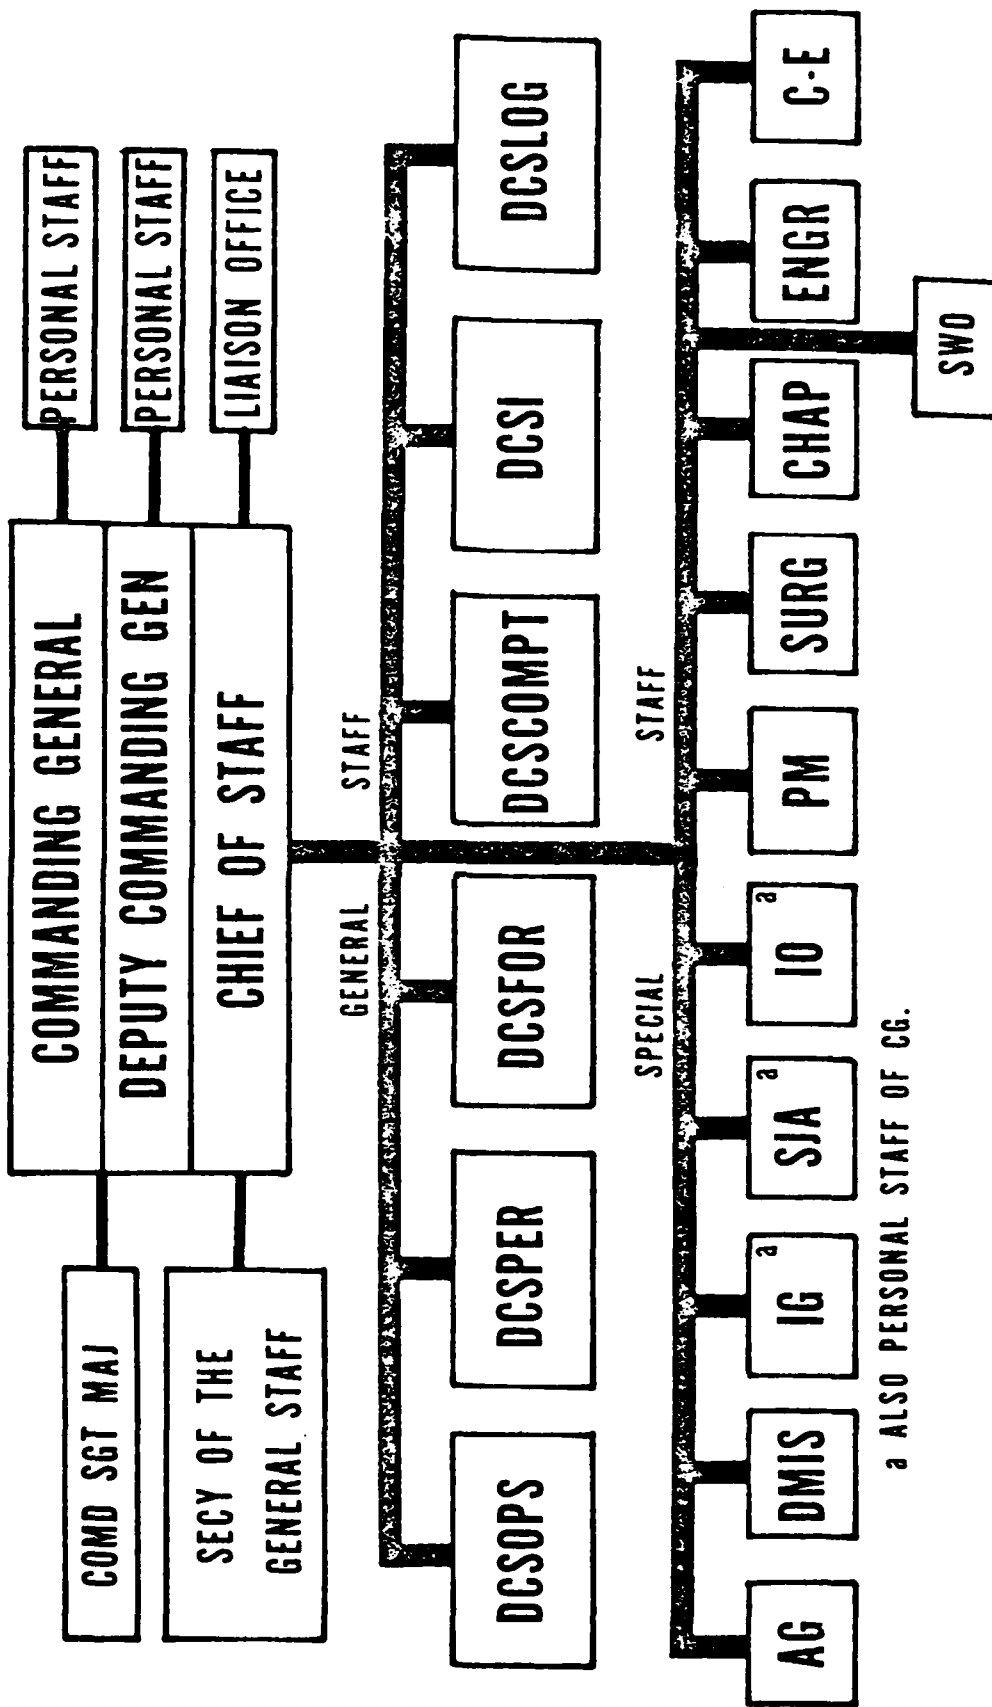 COMMANDING GENERAL
DEPUTY COMMANDING GEN
CHIEF OF STAFF
COMD SGT MAJ
SECY OF THE
GENERAL STAFF
PERSONAL STAFF
PERSONAL STAFF
LIAISON OFFICE
GENERAL STAFF
DCSOPS
DCSPER
DCSFOR
DCSCOMPT
DCSI
DCSLOG
SPECIAL STAFF
AG
DMIS
IG a
SJA a
IO a
PM
SURG
CHAP
ENGR
C-E
SWO
a ALSO PERSONAL STAFF OF CG.